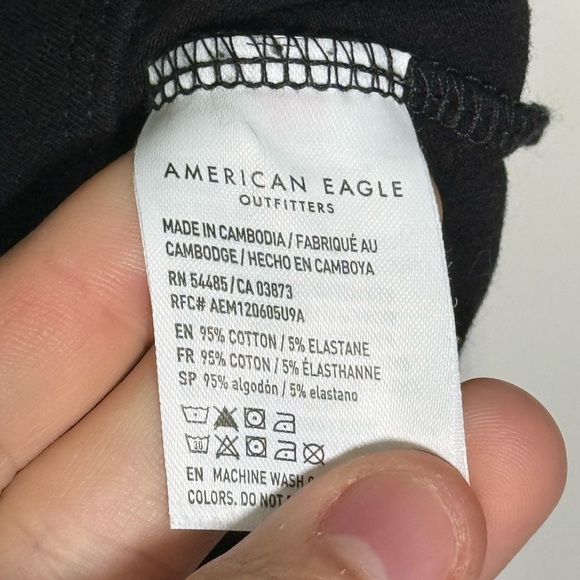 AMERICAN EAGLE
OUTFITTERS
MADE IN CAMBODIA / FABRIQUÉ AU
CAMBODGE / HECHO EN CAMBOYA
RN 54485 / CA 03873
RFC# AEM120605U9A
EN 95% COTTON / 5% ELASTANE
FR 95% COTON / 5% ÉLASTHANNE
SP 95% algodón / 5% elastano
EN MACHINE WASH
COLORS. DO NOT